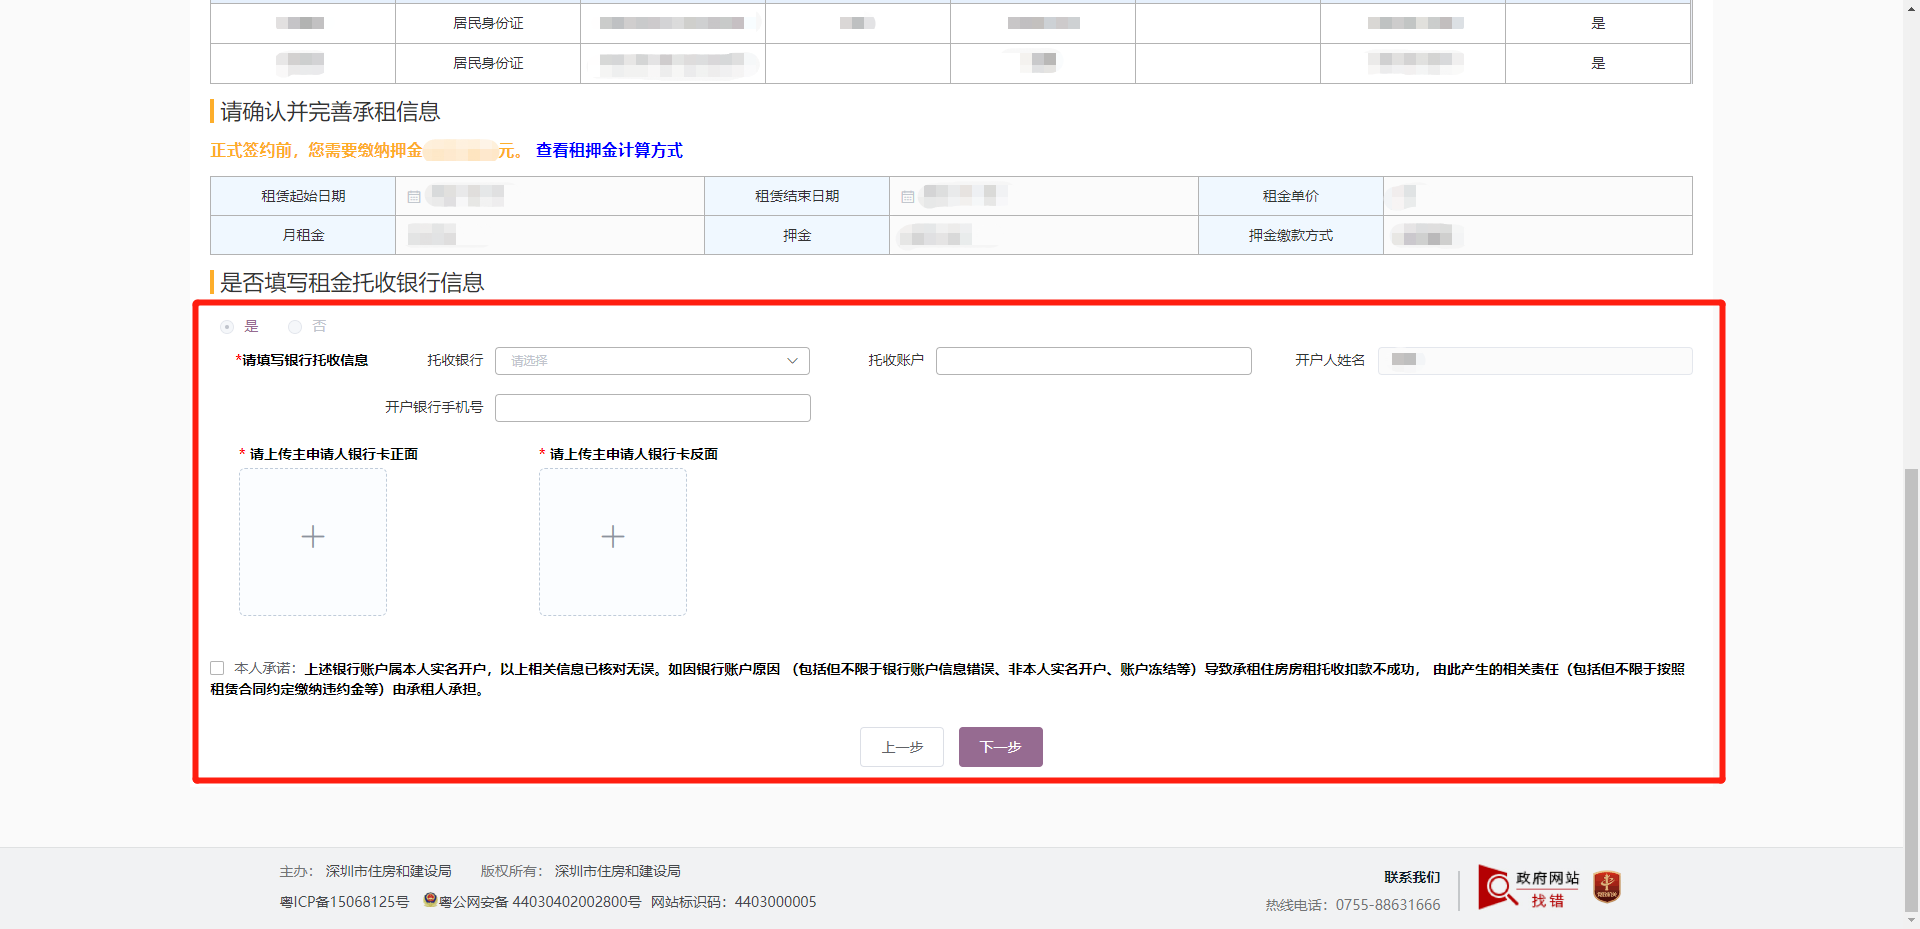 居民身份证 是
居民身份证 是
请确认并完善承租信息
正式签约前，您需要缴纳押金 元。 查看租押金计算方式
租赁起始日期 租赁结束日期 租金单价
月租金 押金 押金缴款方式
是否填写租金托收银行信息
是 否
*请填写银行托收信息 托收银行 请选择 托收账户 开户人姓名
开户银行手机号
* 请上传主申请人银行卡正面 * 请上传主申请人银行卡反面
本人承诺：上述银行账户属本人实名开户，以上相关信息已核对无误。如因银行账户原因 （包括但不限于银行账户信息错误、非本人实名开户、账户冻结等）导致承租住房房租托收扣款不成功， 由此产生的相关责任（包括但不限于按照
租赁合同约定缴纳违约金等）由承租人承担。
上一步 下一步
主办： 深圳市住房和建设局 版权所有： 深圳市住房和建设局
粤ICP备15068125号 粤公网安备 44030402002800号 网站标识码：4403000005
联系我们
热线电话：0755-88631666
政府网站
找错